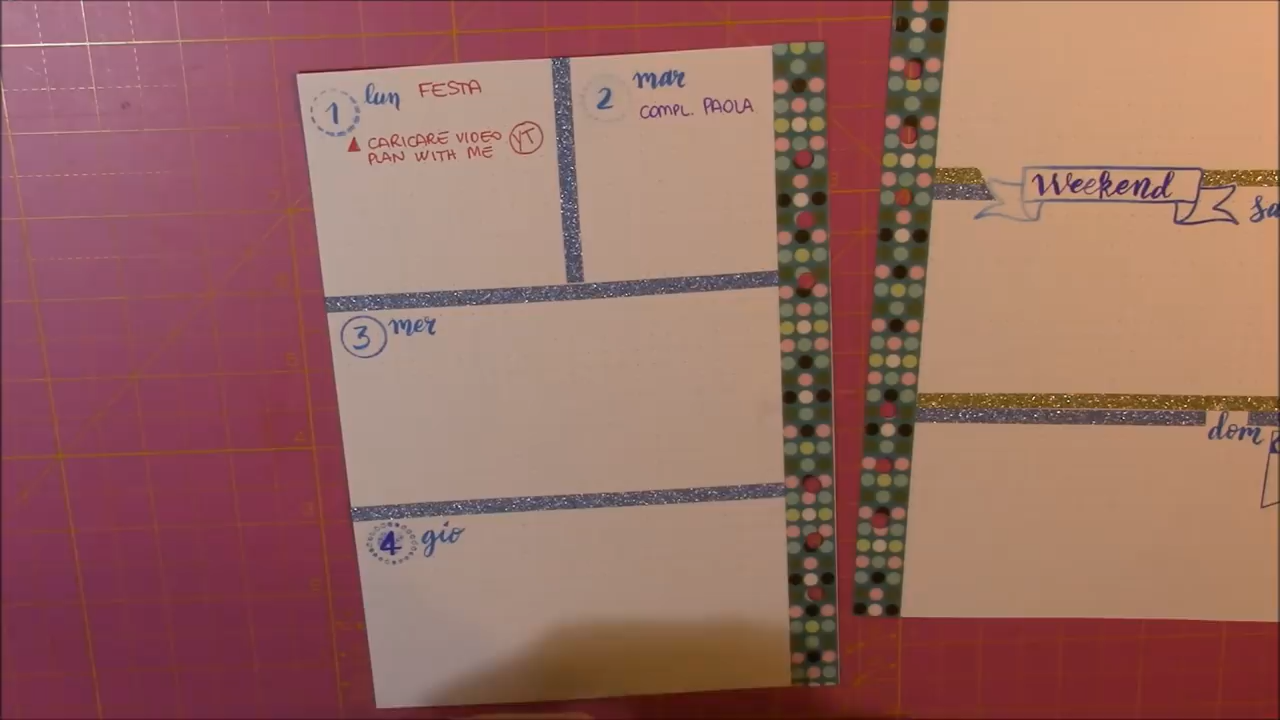 1 lun FESTA
CARICARE VIDEO YT
PLAN WITH ME
2 mar
COMPL. PAOLA
3 mer
4 gio
Weekend
sa
dom